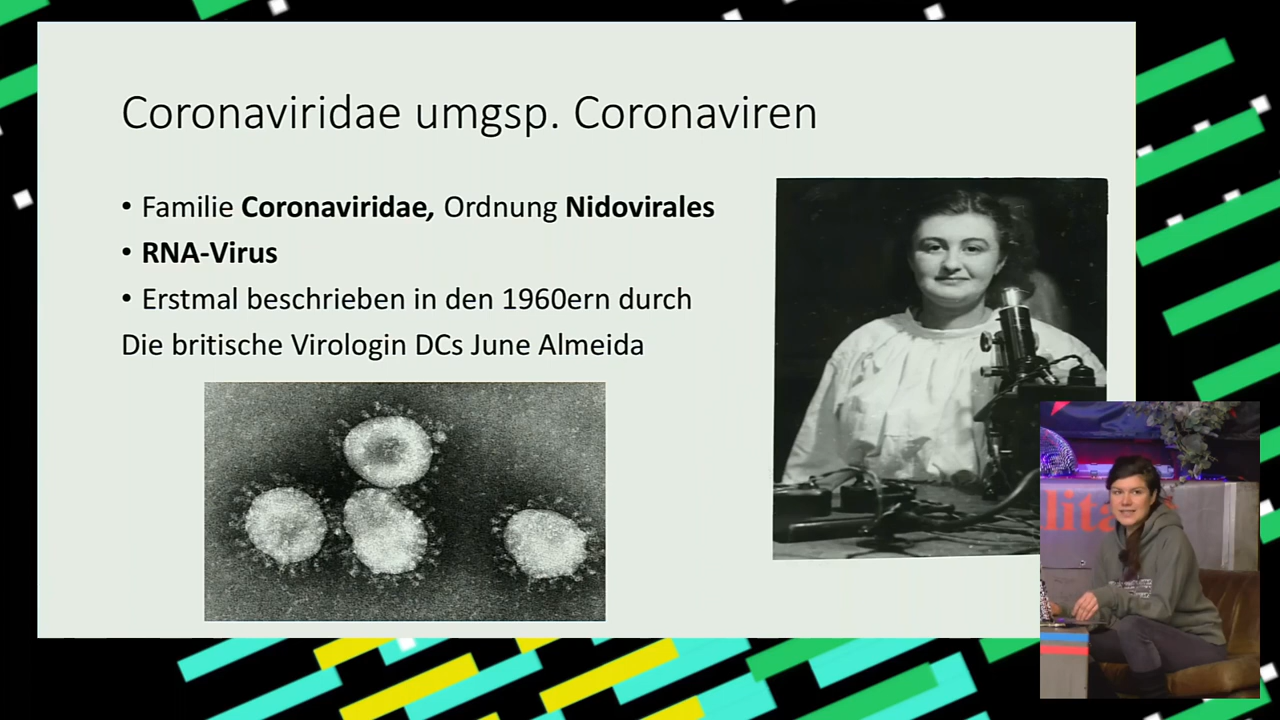 Coronaviridae umgsp. Coronaviren
• Familie Coronaviridae, Ordnung Nidovirales
• RNA-Virus
• Erstmal beschrieben in den 1960ern durch
Die britische Virologin DCs June Almeida